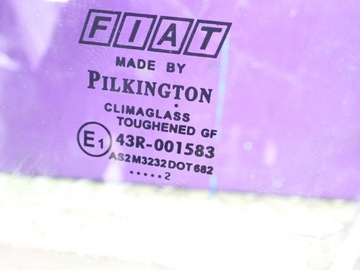 FIAT
MADE BY
PILKINGTON
CLIMAGLASS
TOUGHENED GF
E1 43R-001583
AS2M3232DOT682
.....2